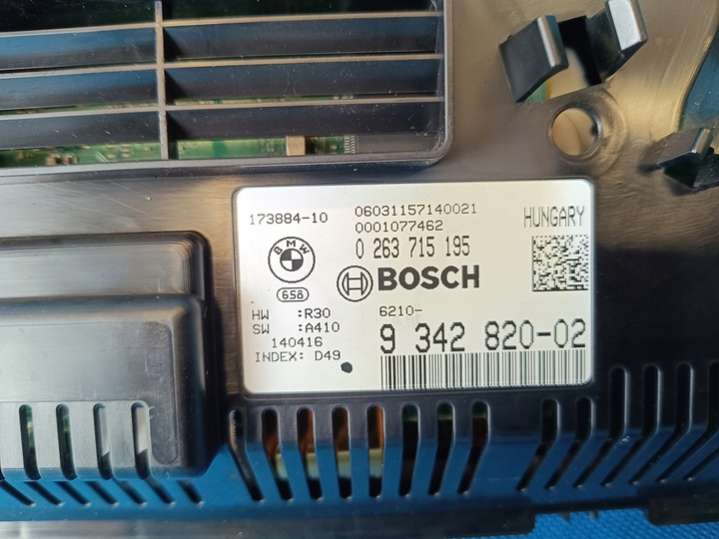 173884-10
06031157140021
0001077462
HUNGARY
0 263 715 195
BMW
BOSCH
658
HW :R30
SW :A410
6210-
9 342 820-02
140416
INDEX: D49